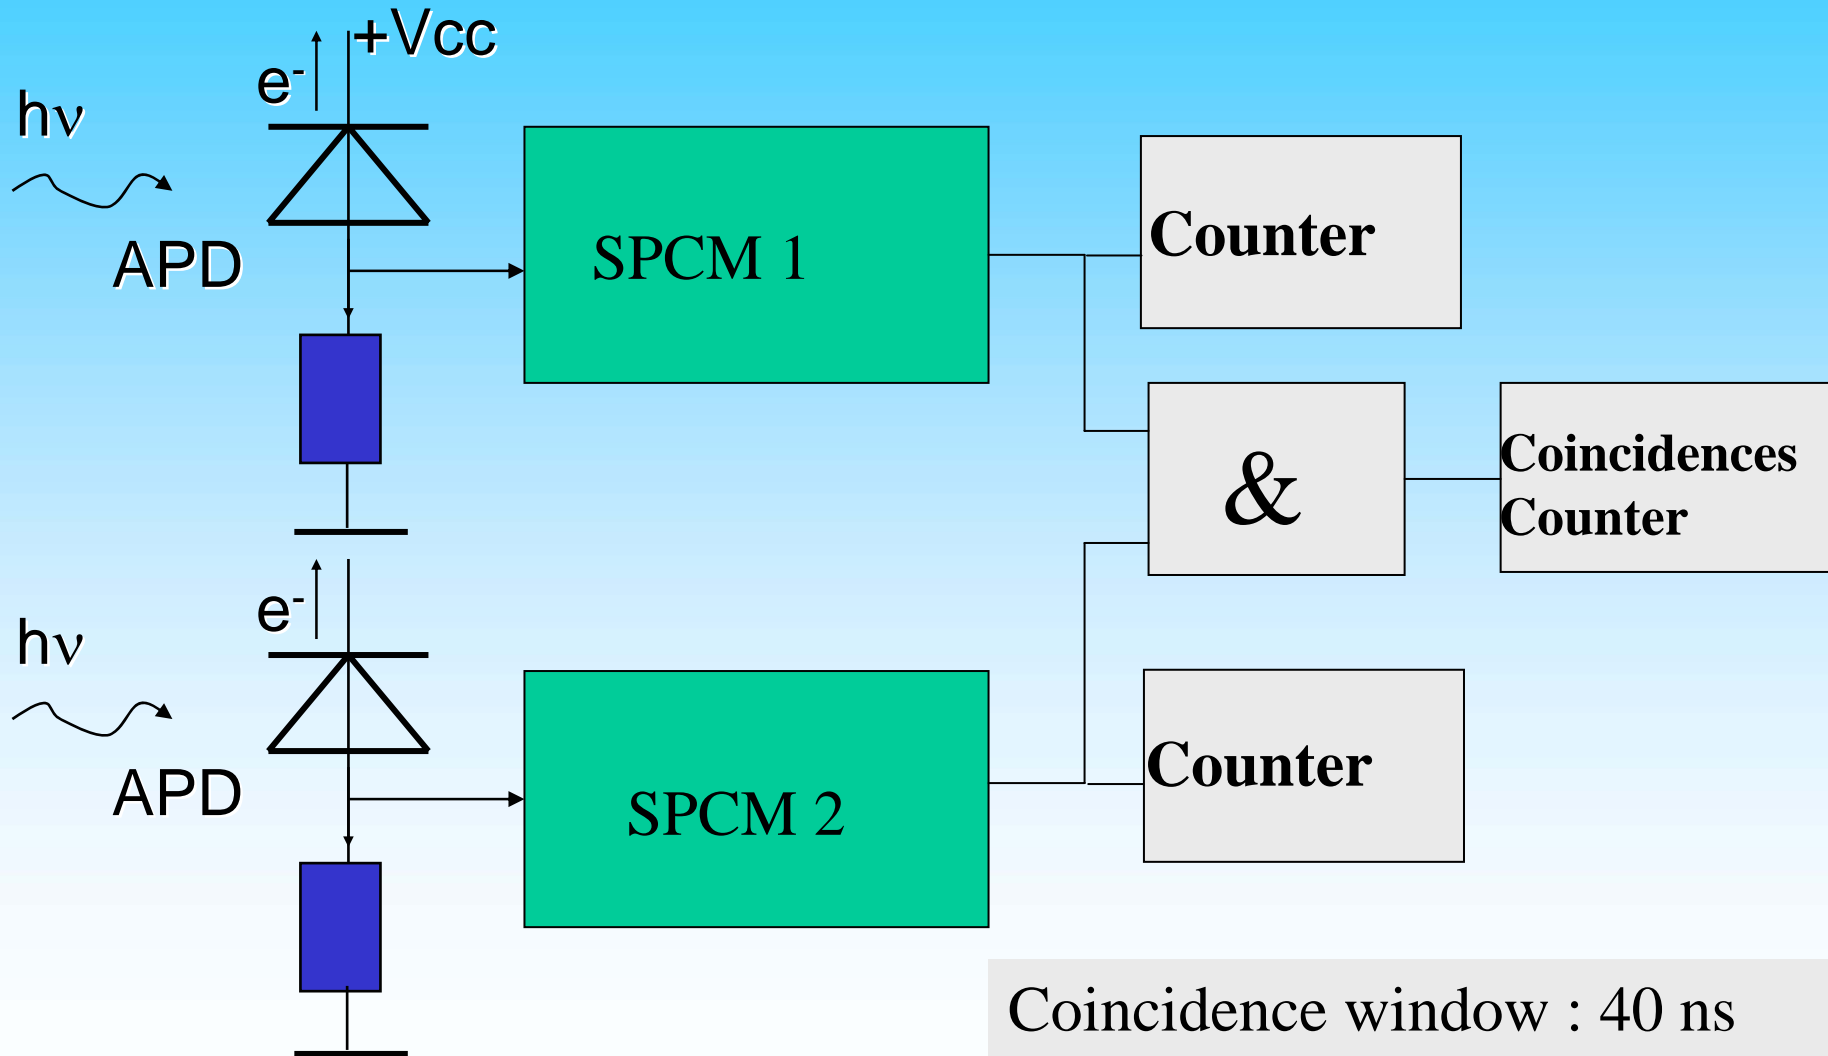 +Vcc
e-
hν
APD
SPCM 1
Counter
&
Coincidences
Counter
e-
hν
APD
SPCM 2
Counter
Coincidence window : 40 ns